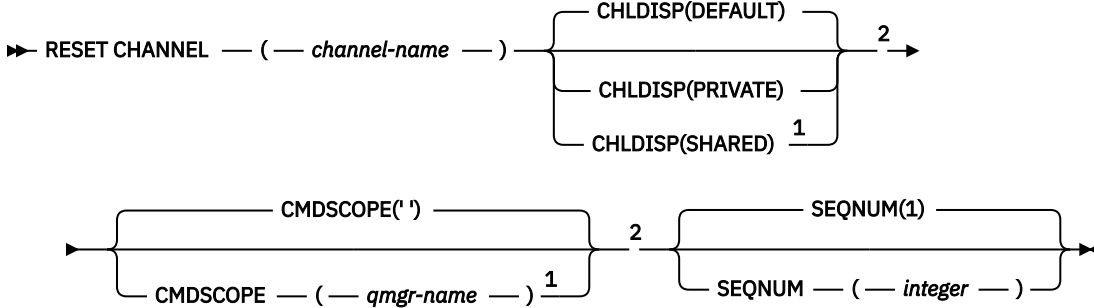 CHLDISP(DEFAULT)
RESET CHANNEL ( channel-name ) 2
CHLDISP(PRIVATE)
CHLDISP(SHARED) 1
CMDSCOPE(' ') SEQNUM(1)
2
CMDSCOPE ( qmgr-name ) 1 SEQNUM ( integer )